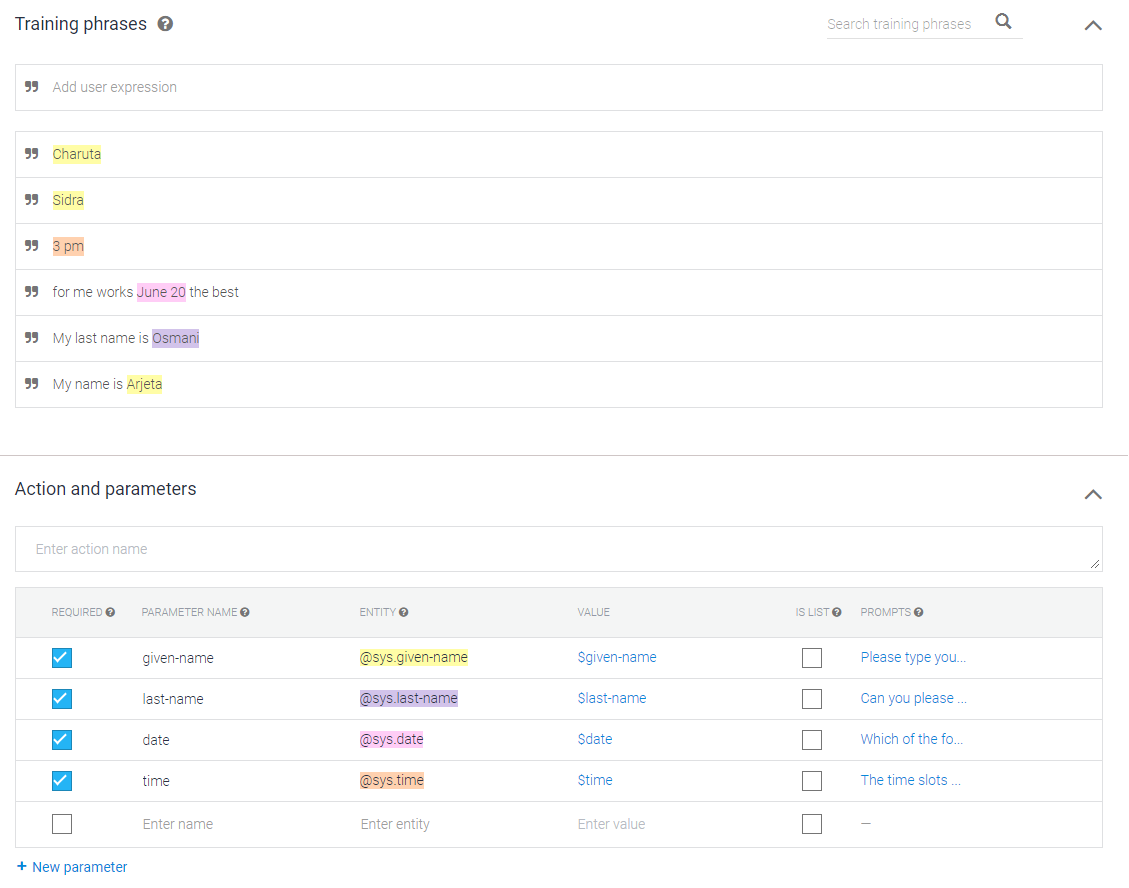 Training phrases
Search training phrases
Add user expression
Charuta
Sidra
3 pm
for me works June 20 the best
My last name is Osmani
My name is Arjeta
Action and parameters
Enter action name
REQUIRED PARAMETER NAME ENTITY VALUE IS LIST PROMPTS
given-name @sys.given-name $given-name Please type you...
last-name @sys.last-name $last-name Can you please ...
date @sys.date $date Which of the fo...
time @sys.time $time The time slots ...
Enter name Enter entity Enter value —
+ New parameter